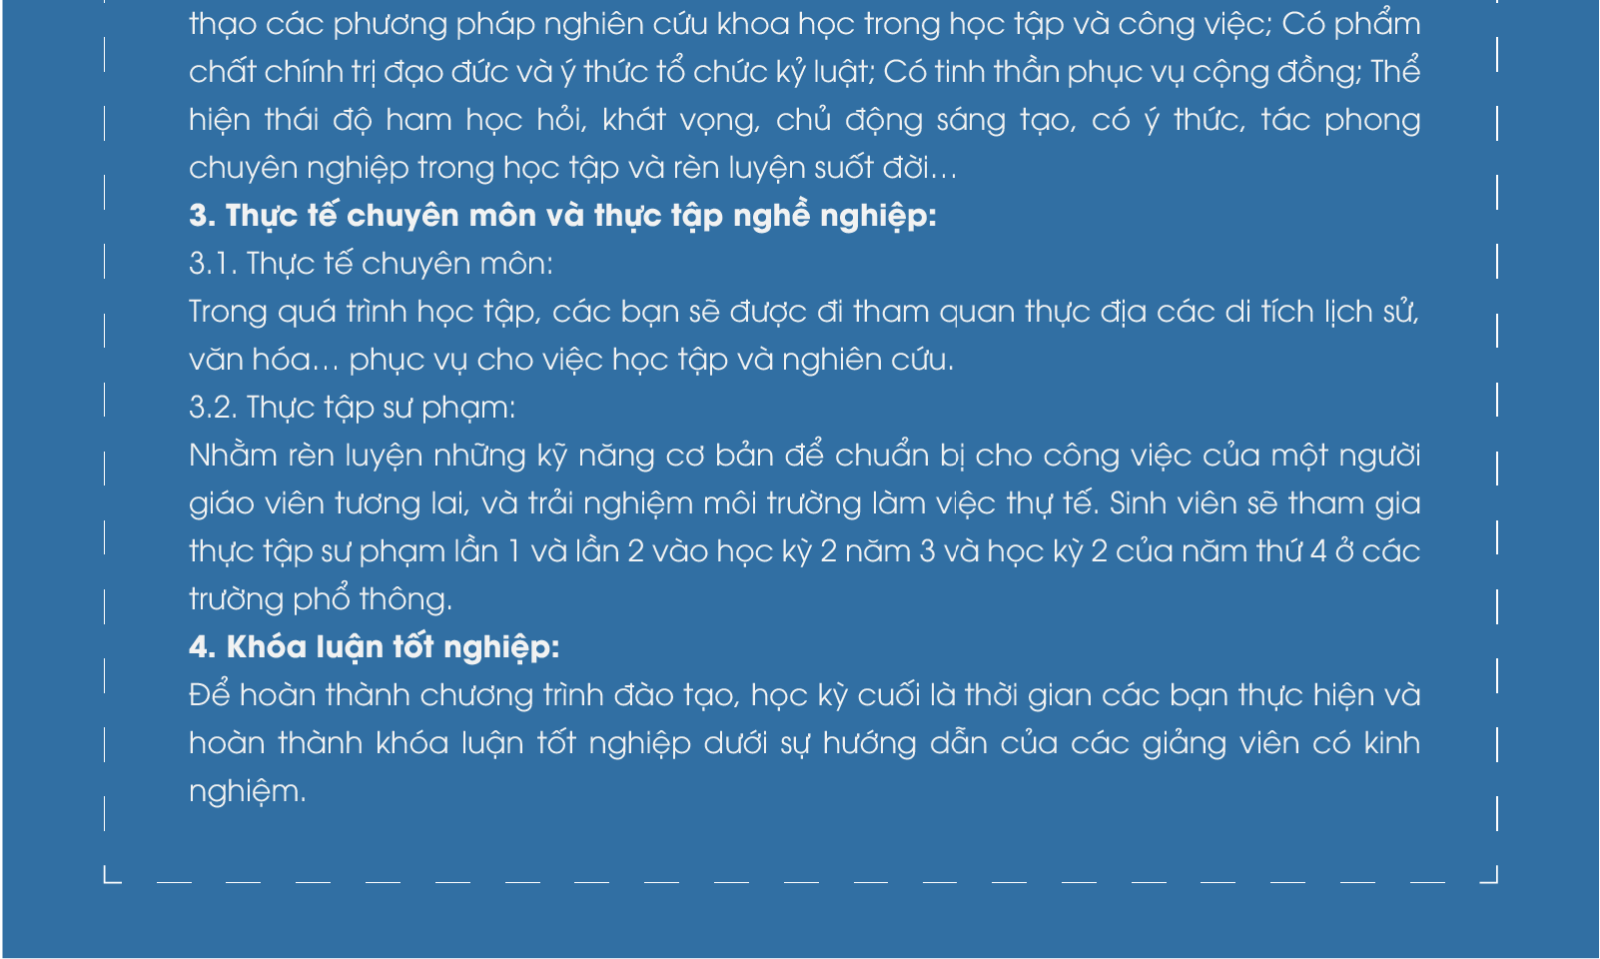 thạo các phương pháp nghiên cứu khoa học trong học tập và công việc; Có phẩm
chất chính trị đạo đức và ý thức tổ chức kỷ luật; Có tinh thần phục vụ cộng đồng; Thể
hiện thái độ ham học hỏi, khát vọng, chủ động sáng tạo, có ý thức, tác phong
chuyên nghiệp trong học tập và rèn luyện suốt đời...
3. Thực tế chuyên môn và thực tập nghề nghiệp:
3.1. Thực tế chuyên môn:
Trong quá trình học tập, các bạn sẽ được đi tham quan thực địa các di tích lịch sử,
văn hóa... phục vụ cho việc học tập và nghiên cứu.
3.2. Thực tập sư phạm:
Nhằm rèn luyện những kỹ năng cơ bản để chuẩn bị cho công việc của một người
giáo viên tương lai, và trải nghiệm môi trường làm việc thự tế. Sinh viên sẽ tham gia
thực tập sư phạm lần 1 và lần 2 vào học kỳ 2 năm 3 và học kỳ 2 của năm thứ 4 ở các
trường phổ thông.
4. Khóa luận tốt nghiệp:
Để hoàn thành chương trình đào tạo, học kỳ cuối là thời gian các bạn thực hiện và
hoàn thành khóa luận tốt nghiệp dưới sự hướng dẫn của các giảng viên có kinh
nghiệm.